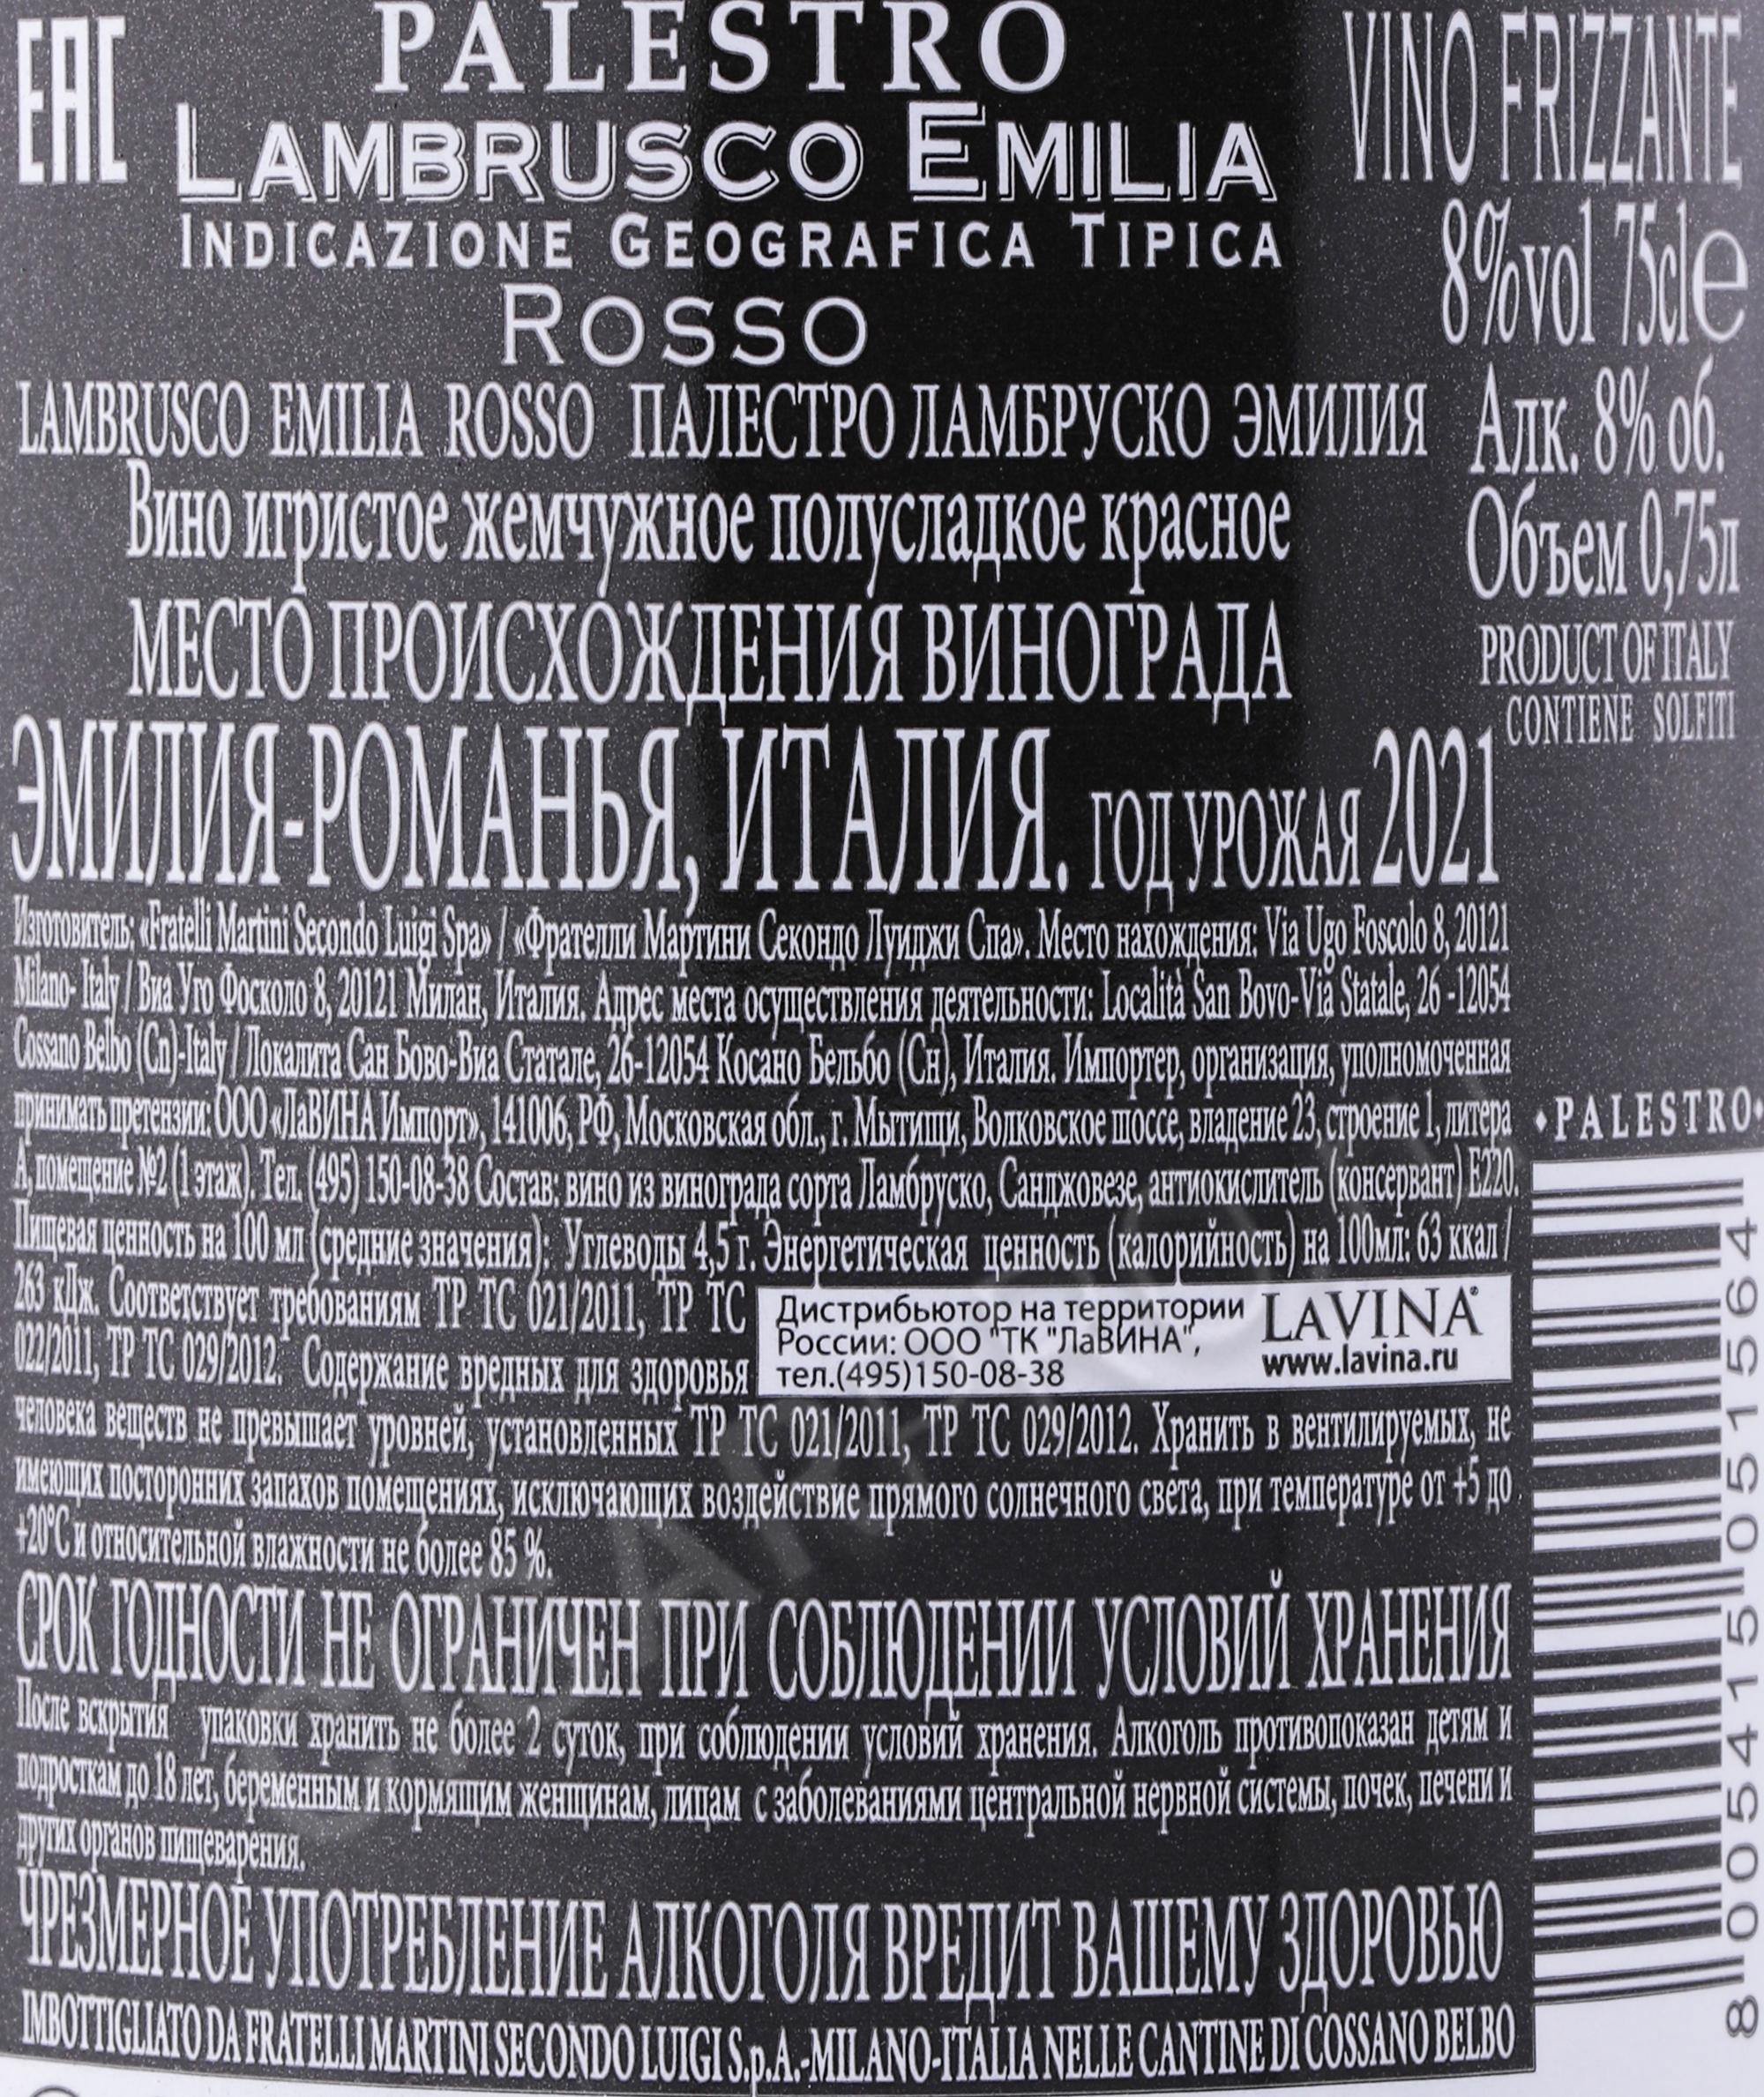 EAC
PALESTRO
LAMBRUSCO EMILIA
INDICAZIONE GEOGRAFICA TIPICA
ROSSO
VINO FRIZZANTE
8%vol 75cl e
LAMBRUSCO EMILIA ROSSO ПАЛЕСТРО ЛАМБРУСКО ЭМИЛИЯ
Алк. 8% об.
Вино игристое жемчужное полусладкое красное
Объем 0,75л
МЕСТО ПРОИСХОЖДЕНИЯ ВИНОГРАДА
PRODUCT OF ITALY
CONTIENE SOLFITI
ЭМИЛИЯ-РОМАНЬЯ, ИТАЛИЯ. ГОД УРОЖАЯ 2021
Изготовитель: «Fratelli Martini Secondo Luigi Spa» / «Фрателли Мартини Секондо Луиджи Спа». Место нахождения: Via Ugo Foscolo 8, 20121
Milano- Italy / Виа Уго Фосколо 8, 20121 Милан, Италия. Адрес места осуществления деятельности: Località San Bovo-Via Statale, 26 -12054
Cossano Belbo (Cn)-Italy / Локалита Сан Бово-Виа Статале, 26-12054 Косано Бельбо (Сн), Италия. Импортер, организация, уполномоченная
принимать претензии: ООО «ЛаВИНА Импорт», 141006, РФ, Московская обл., г. Мытищи, Волковское шоссе, владение 23, строение 1, литера
А, помещение №2 (1 этаж). Тел. (495) 150-08-38 Состав: вино из винограда сорта Ламбруско, Санджовезе, антиокислитель (консервант) Е220.
Пищевая ценность на 100 мл (средние значения): Углеводы 4,5 г. Энергетическая ценность (калорийность) на 100мл: 63 ккал /
263 кДж. Соответствует требованиям ТР ТС 021/2011, ТР ТС
022/2011, ТР ТС 029/2012. Содержание вредных для здоровья
Дистрибьютор на территории
России: ООО "ТК "ЛаВИНА",
тел.(495)150-08-38
LAVINA®
www.lavina.ru
человека веществ не превышает уровней, установленных ТР ТС 021/2011, ТР ТС 029/2012. Хранить в вентилируемых, не
имеющих посторонних запахов помещениях, исключающих воздействие прямого солнечного света, при температуре от +5 до
+20°С и относительной влажности не более 85 %.
СРОК ГОДНОСТИ НЕ ОГРАНИЧЕН ПРИ СОБЛЮДЕНИИ УСЛОВИЙ ХРАНЕНИЯ
После вскрытия упаковки хранить не более 2 суток, при соблюдении условий хранения. Алкоголь противопоказан детям и
подросткам до 18 лет, беременным и кормящим женщинам, лицам с заболеваниями центральной нервной системы, почек, печени и
других органов пищеварения.
ЧРЕЗМЕРНОЕ УПОТРЕБЛЕНИЕ АЛКОГОЛЯ ВРЕДИТ ВАШЕМУ ЗДОРОВЬЮ
IMBOTTIGLIATO DA FRATELLI MARTINI SECONDO LUIGI S.p.A.-MILANO-ITALIA NELLE CANTINE DI COSSANO BELBO
•PALESTRO•
8 005415 051564